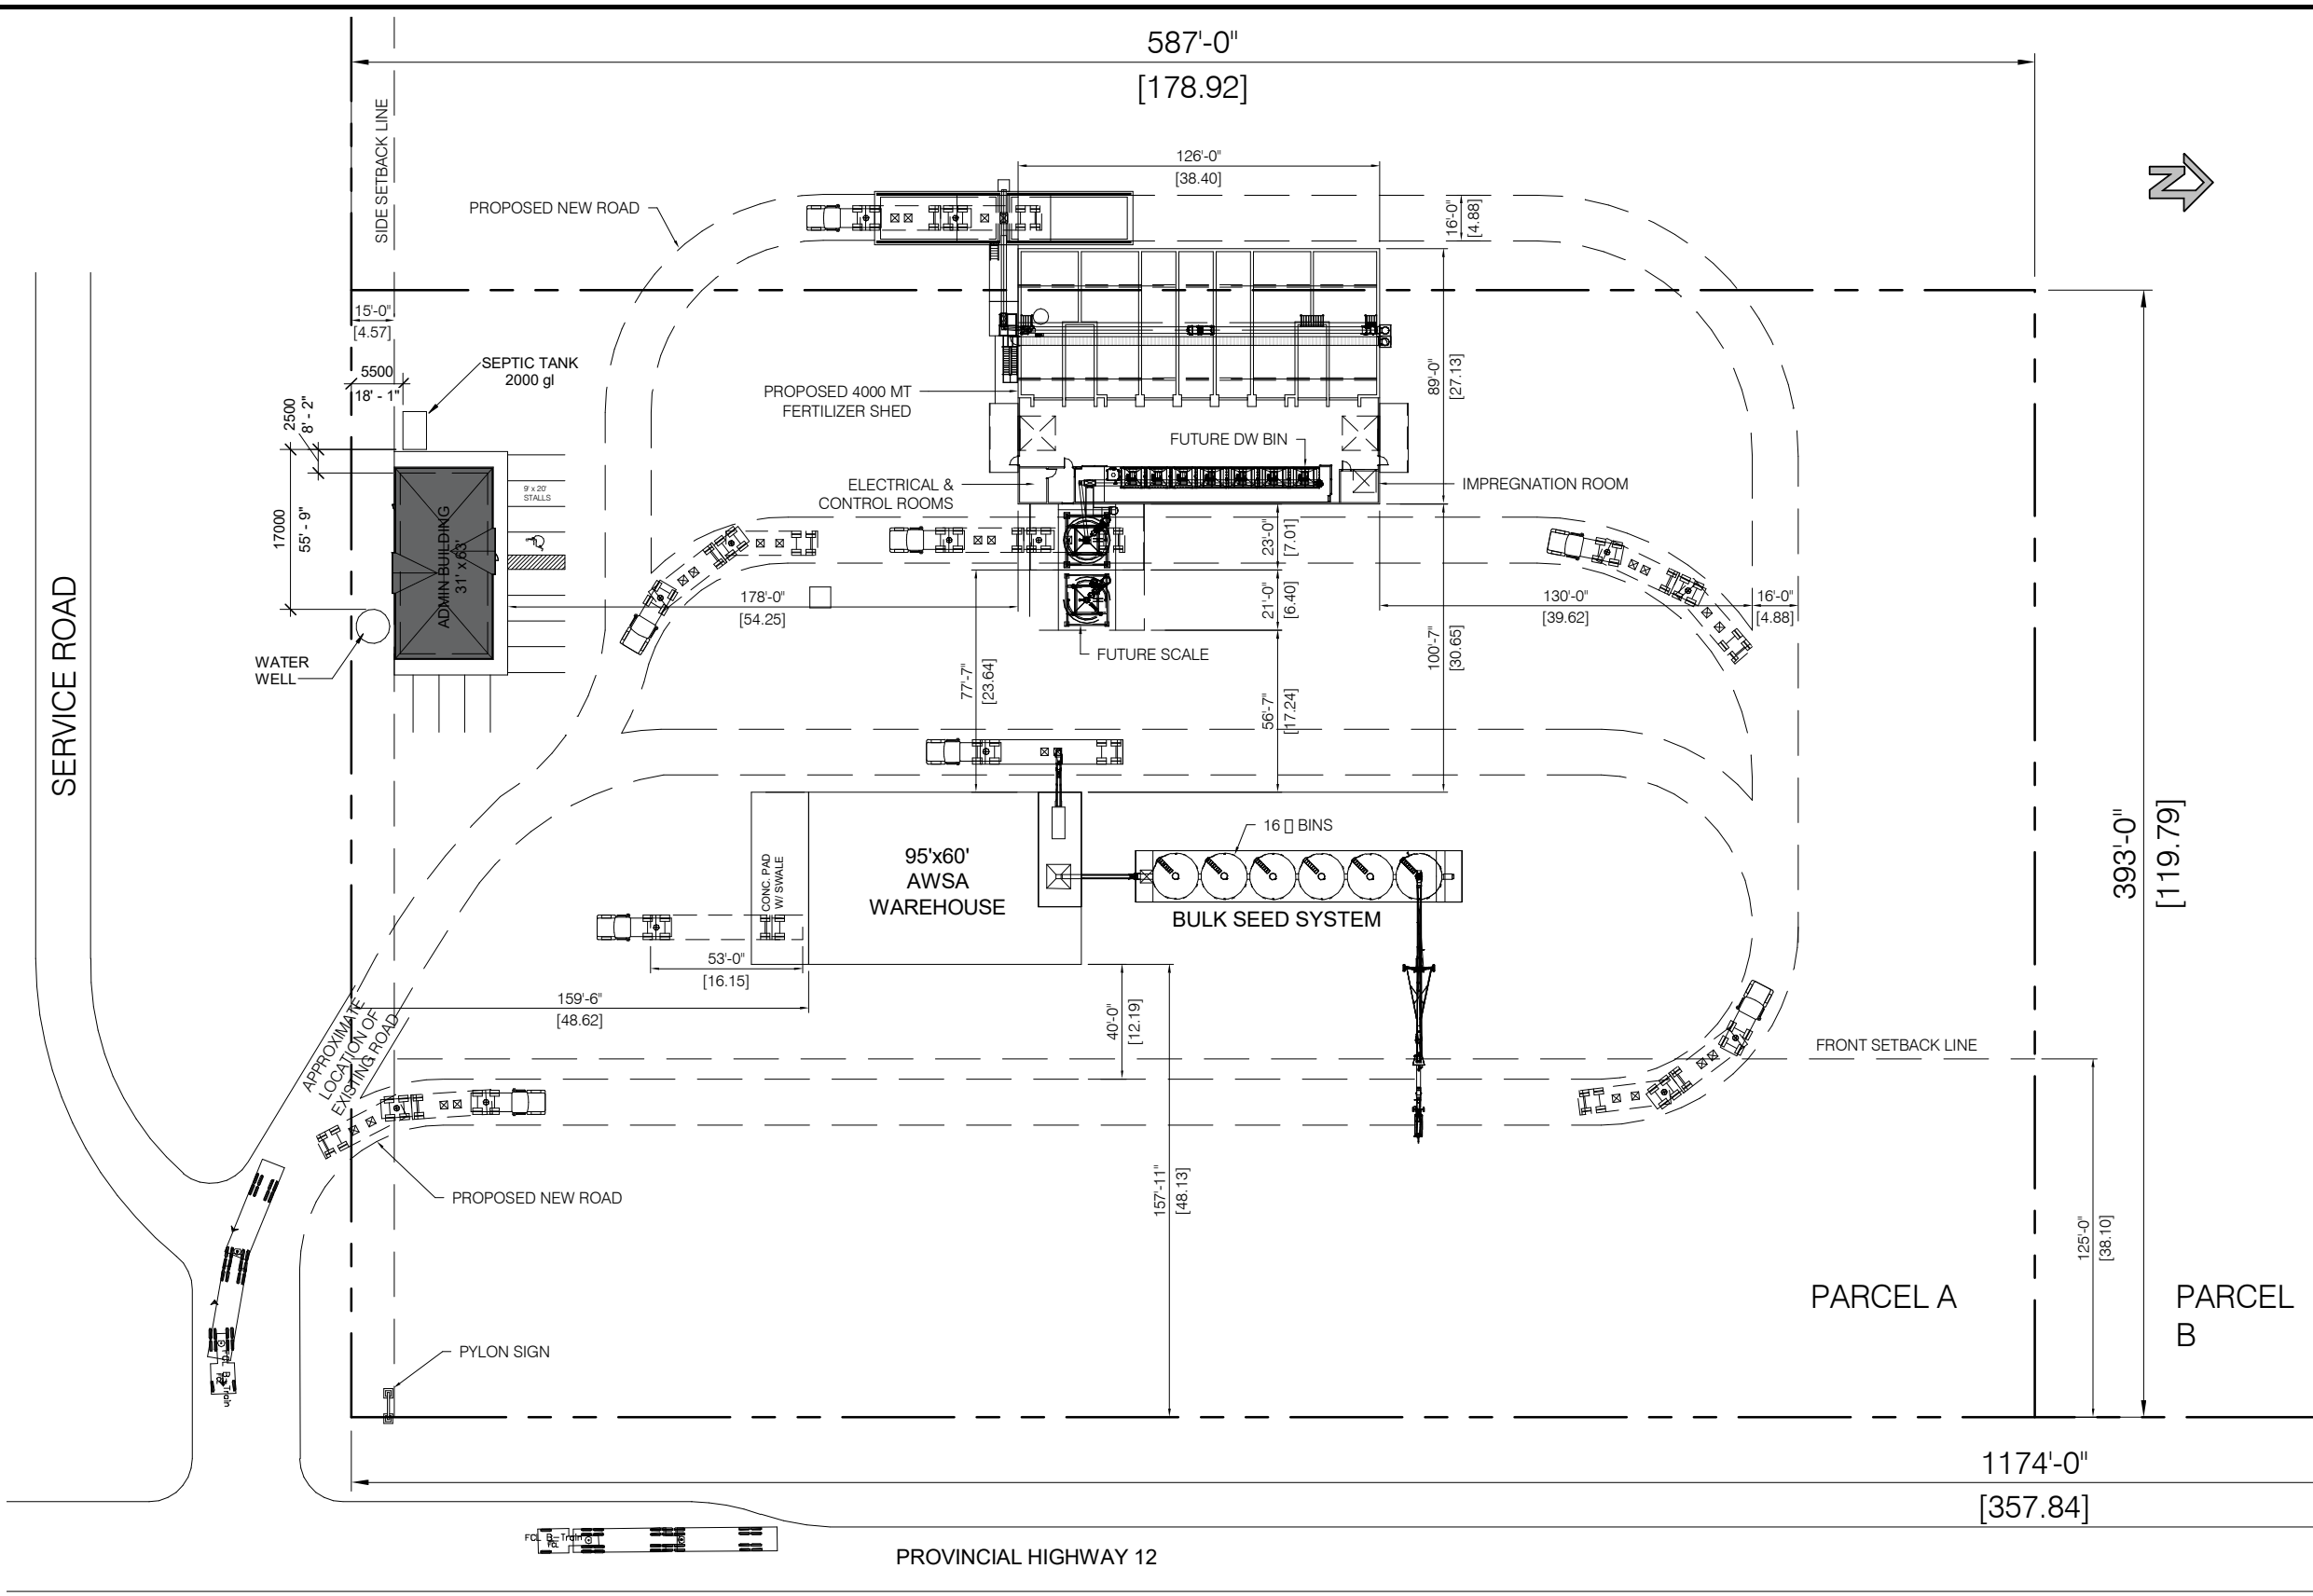 587'-0"
[178.92]
SIDE SETBACK LINE
126'-0"
[38.40]
N
PROPOSED NEW ROAD
16'-0"
[4.88]
15'-0"
[4.57]
5500
18' - 1"
SEPTIC TANK
2000 gl
2500
8' - 2"
PROPOSED 4000 MT
FERTILIZER SHED
89'-0"
[27.13]
FUTURE DW BIN
ELECTRICAL &
CONTROL ROOMS
IMPREGNATION ROOM
9' x 20'
STALLS
17000
55' - 9"
ADMIN BUILDING
31' x 63'
23'-0"
[7.01]
178'-0"
[54.25]
21'-0"
[6.40]
130'-0"
[39.62]
16'-0"
[4.88]
SERVICE ROAD
WATER
WELL
FUTURE SCALE
77'-7"
[23.64]
56'-7"
[17.24]
100'-7"
[30.65]
16 BINS
95'x60'
AWSA
WAREHOUSE
CONC. PAD
W/ SWALE
BULK SEED SYSTEM
393'-0"
[119.79]
53'-0"
[16.15]
159'-6"
[48.62]
40'-0"
[12.19]
APPROXIMATE
LOCATION OF
EXISTING ROAD
FRONT SETBACK LINE
PROPOSED NEW ROAD
157'-11"
[48.13]
125'-0"
[38.10]
PARCEL A
PARCEL
B
PYLON SIGN
1174'-0"
[357.84]
FCL B-Train
PROVINCIAL HIGHWAY 12